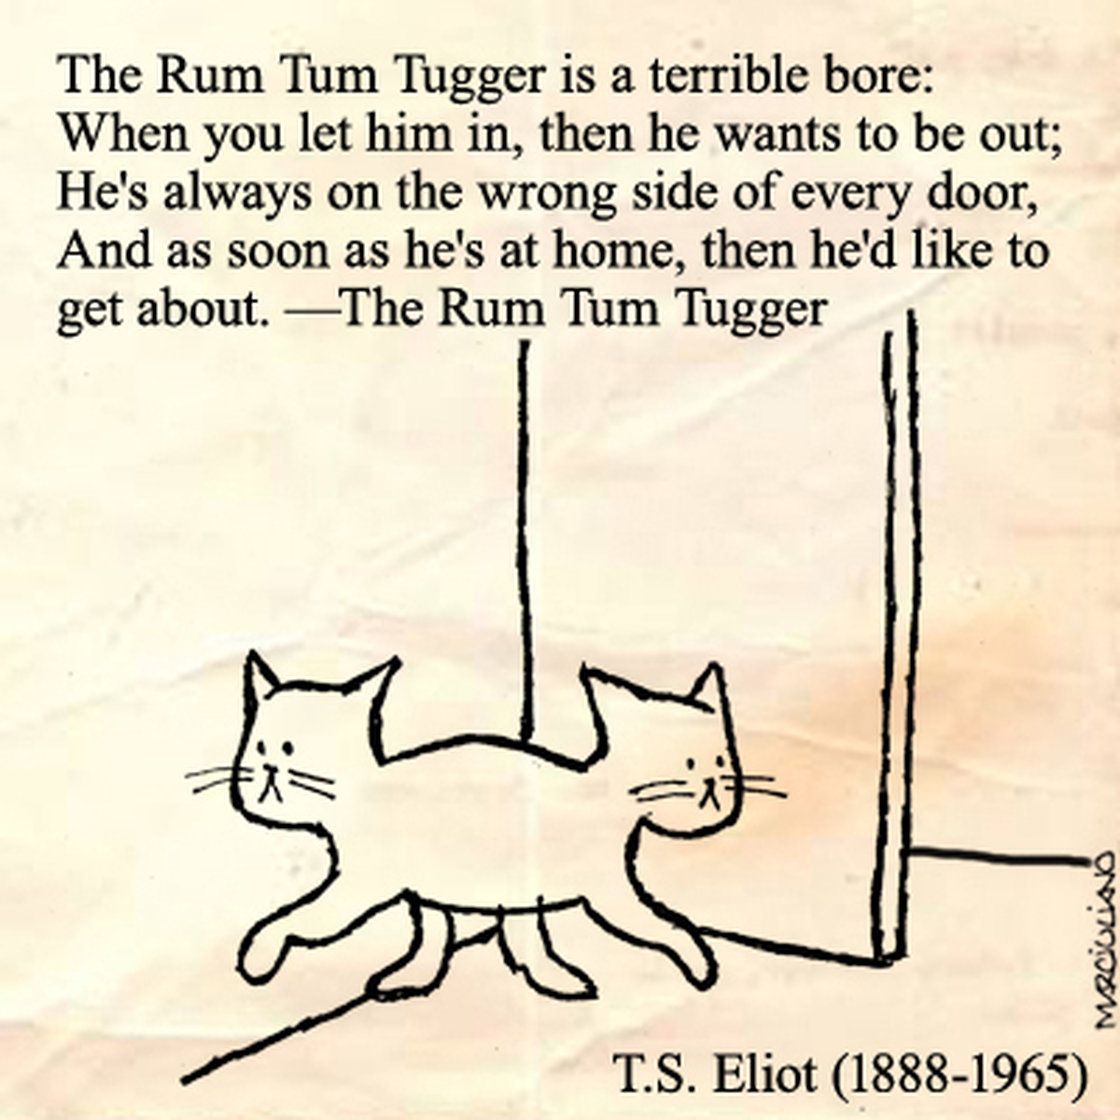 The Rum Tum Tugger is a terrible bore:
When you let him in, then he wants to be out;
He's always on the wrong side of every door,
And as soon as he's at home, then he'd like to
get about. —The Rum Tum Tugger
MARCIULIANO
T.S. Eliot (1888-1965)